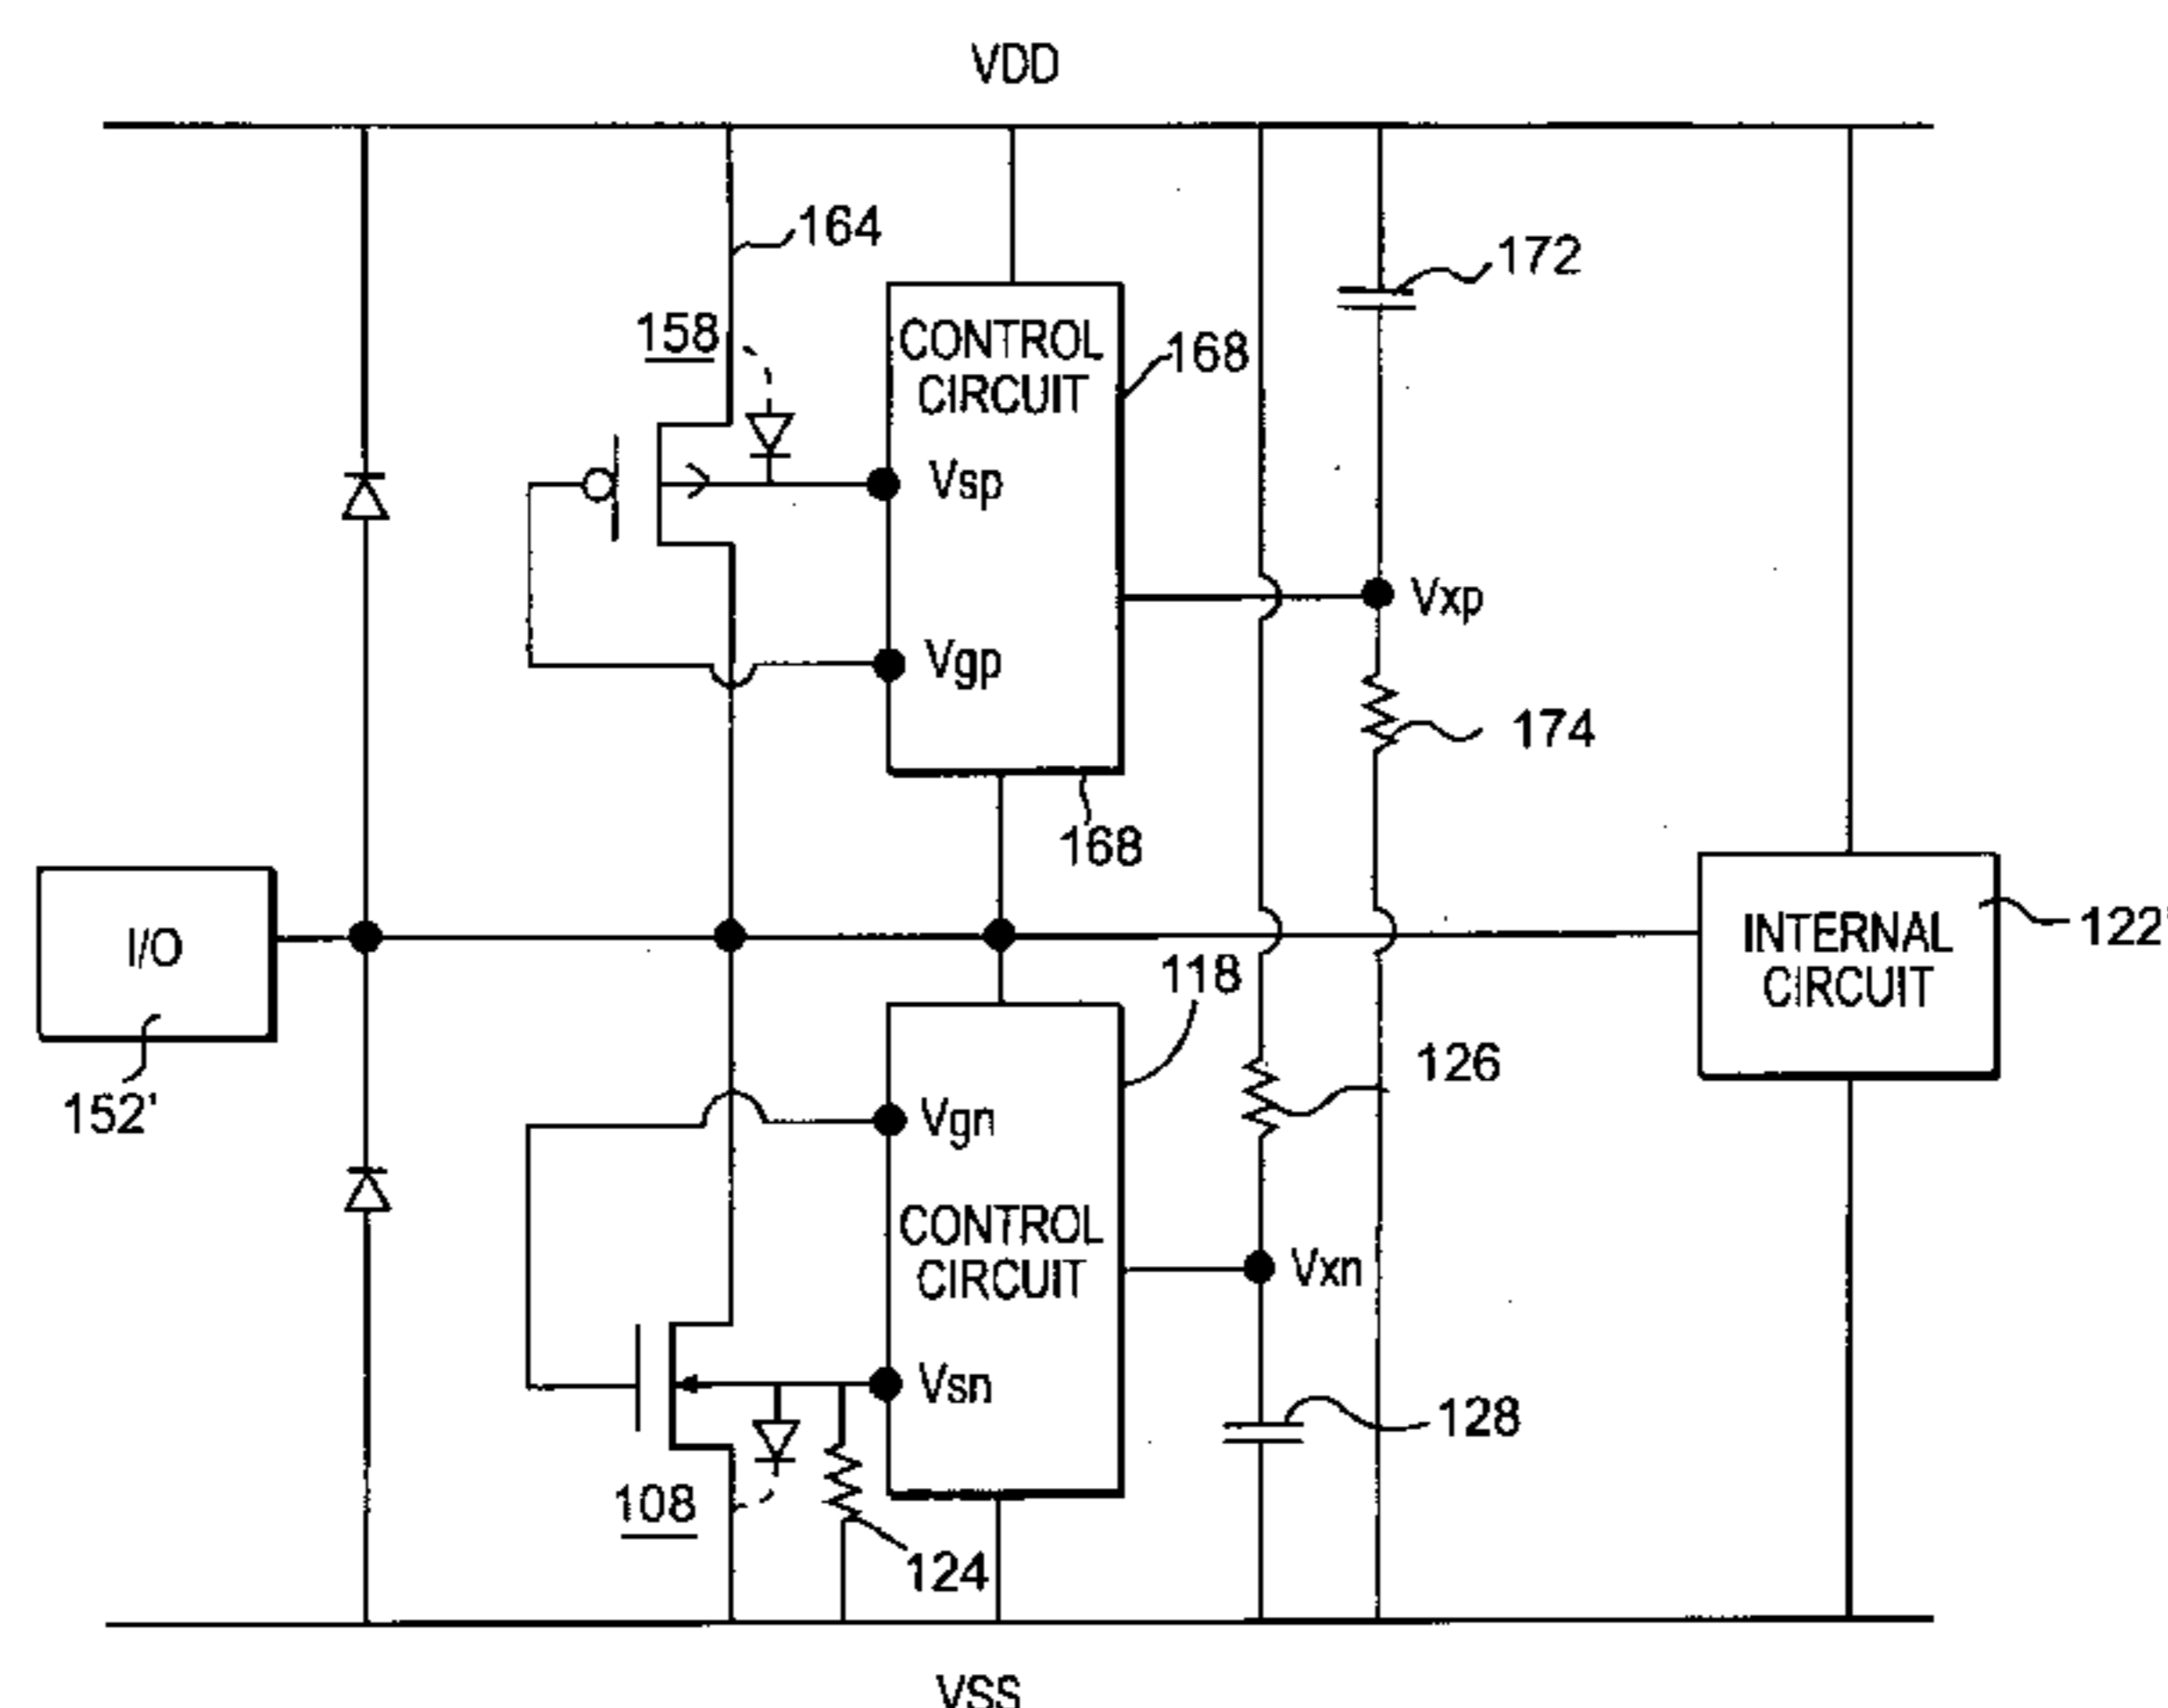 VDD
164
172
158
CONTROL
CIRCUIT
168
Vsp
Vxp
Vgp
174
168
I/O
INTERNAL
CIRCUIT
122'
118
152'
126
Vgn
CONTROL
CIRCUIT
Vxn
Vsn
128
108
124
VSS